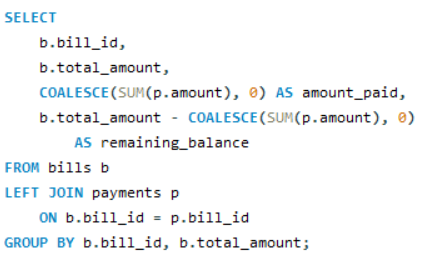 SELECT
    b.bill_id,
    b.total_amount,
    COALESCE(SUM(p.amount), 0) AS amount_paid,
    b.total_amount - COALESCE(SUM(p.amount), 0)
        AS remaining_balance
FROM bills b
LEFT JOIN payments p
    ON b.bill_id = p.bill_id
GROUP BY b.bill_id, b.total_amount;